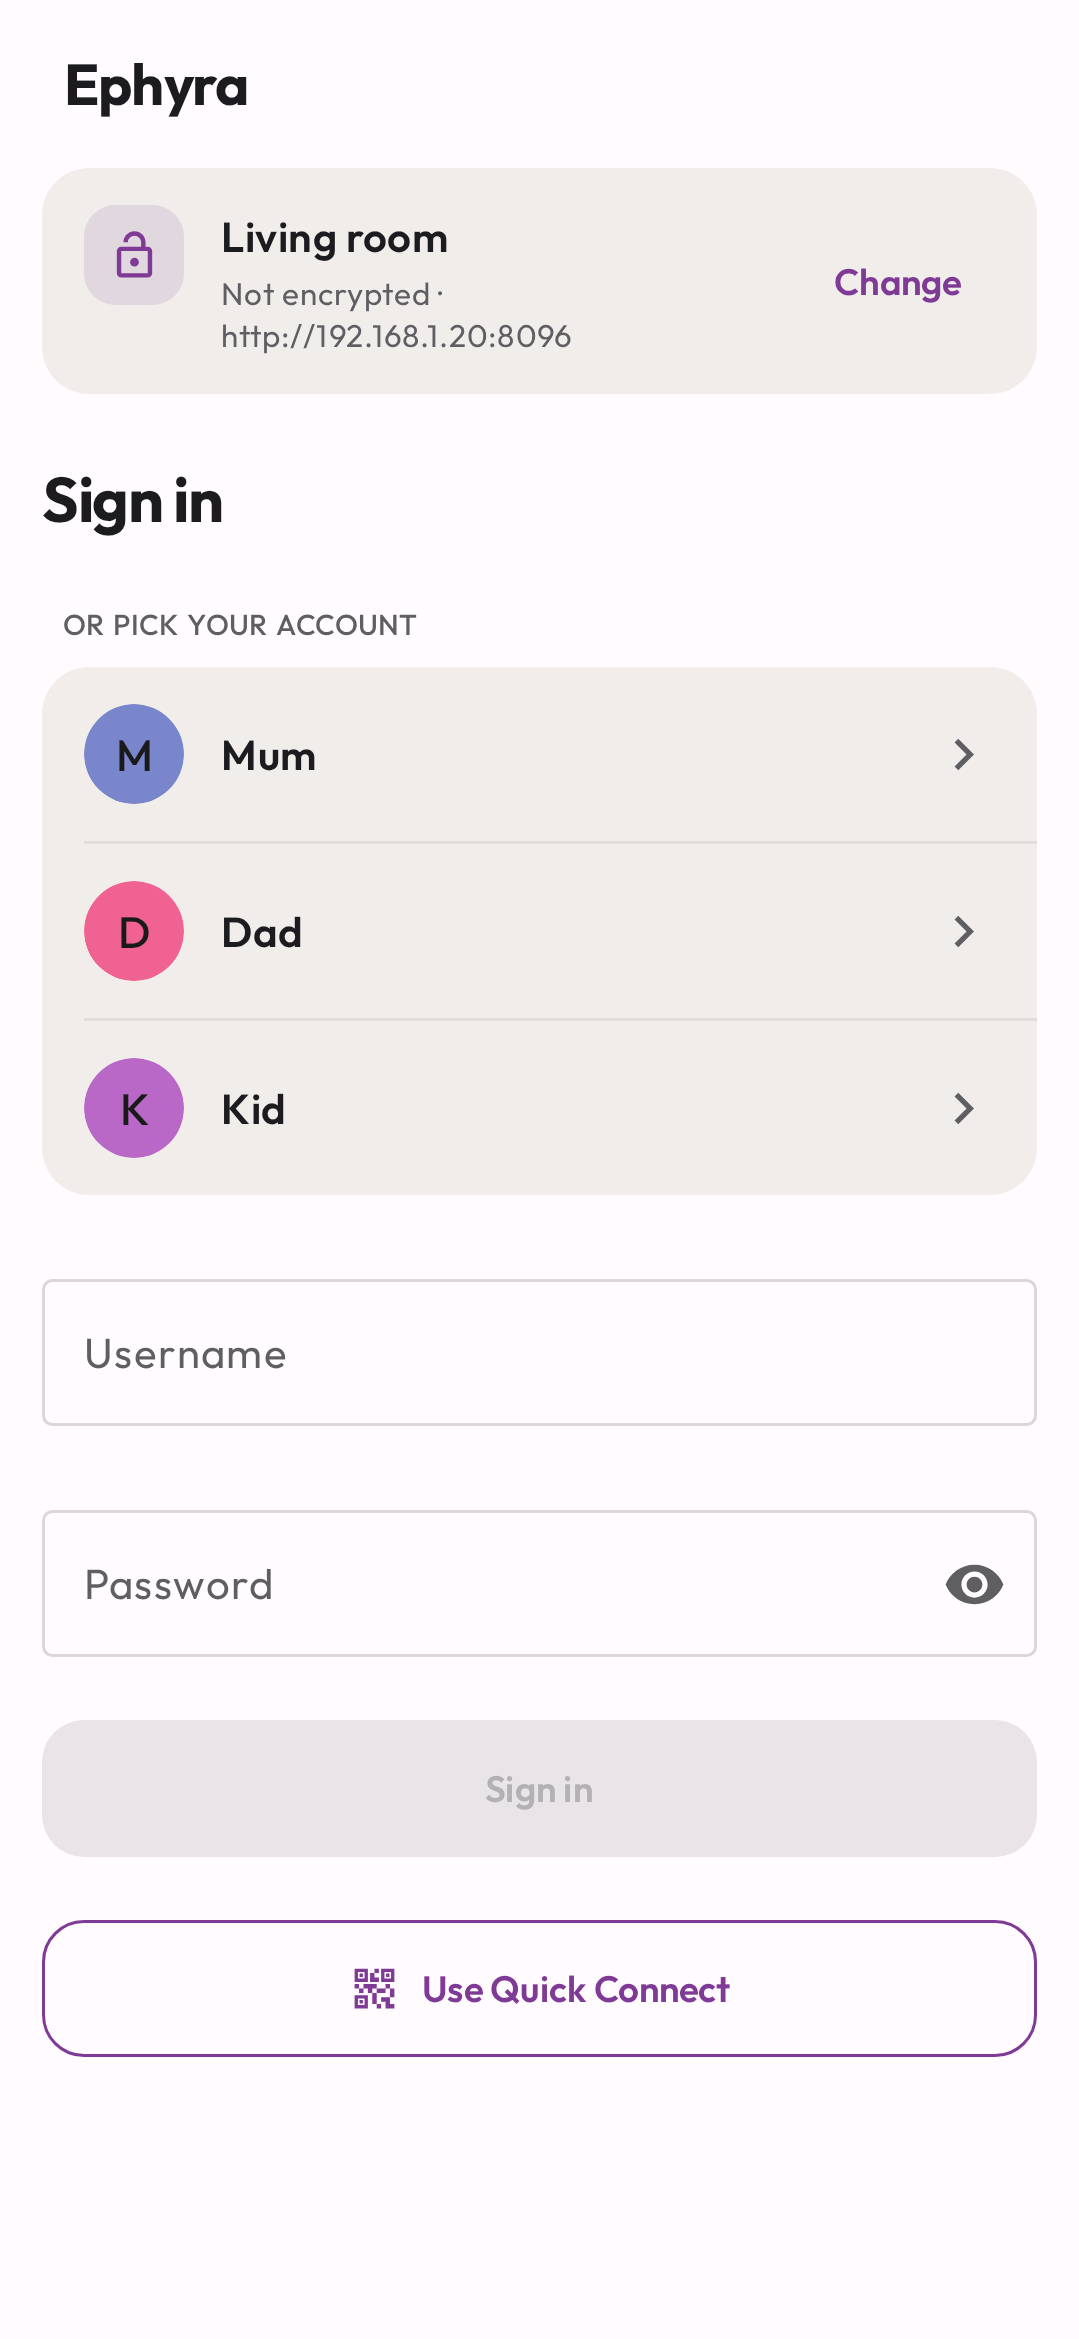 Ephyra
Living room
Not encrypted ·
http://192.168.1.20:8096
Change
Sign in
OR PICK YOUR ACCOUNT
M Mum
D Dad
K Kid
Username
Password
Sign in
Use Quick Connect